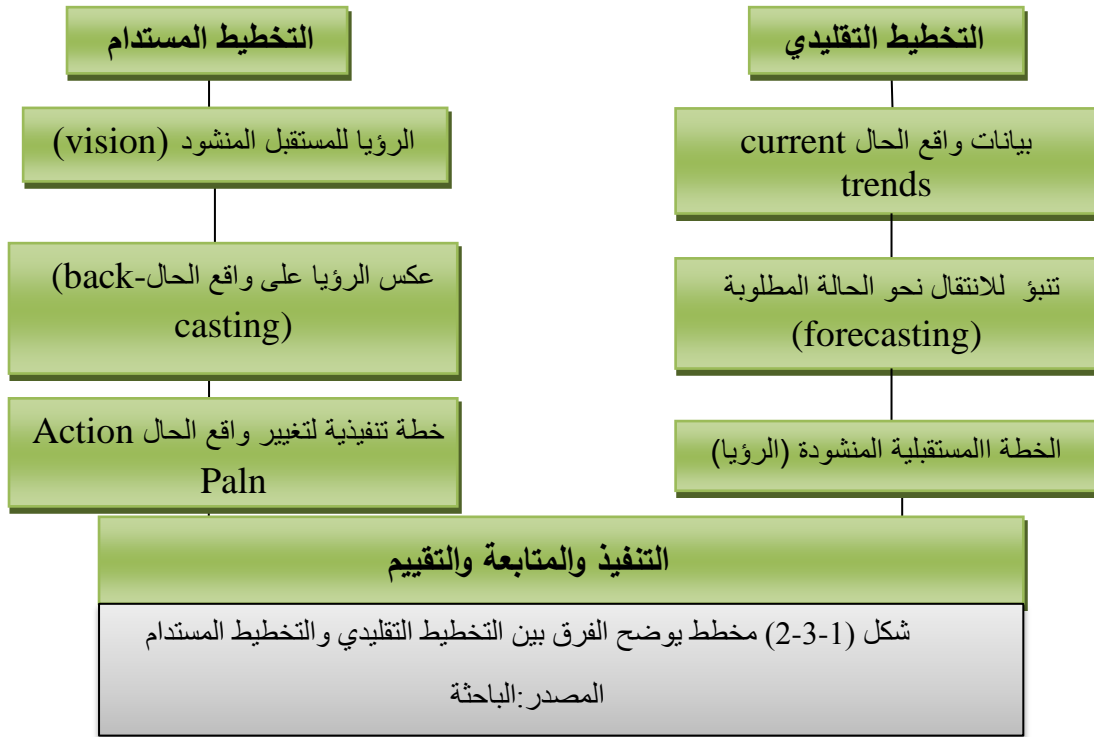 التخطيط التقليدي
بيانات واقع الحال current
trends
تنبؤ للانتقال نحو الحالة المطلوبة
(forecasting)
الخطة االمستقبلية المنشودة (الرؤيا)
التخطيط المستدام
الرؤيا للمستقبل المنشود (vision)
عكس الرؤيا على واقع الحال-back)
(casting
خطة تنفيذية لتغيير واقع الحال Action
Paln
التنفيذ والمتابعة والتقييم
شكل (1-3-2) مخطط يوضح الفرق بين التخطيط التقليدي والتخطيط المستدام
المصدر:الباحثة